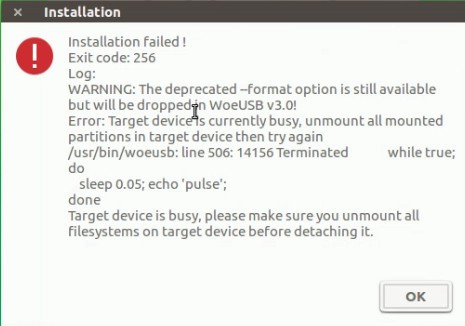 Installation
Installation failed !
Exit code: 256
Log:
WARNING: The deprecated --format option is still available
but will be dropped in WoeUSB v3.0!
Error: Target device is currently busy, unmount all mounted
partitions in target device then try again
/usr/bin/woeusb: line 506: 14156 Terminated while true;
do
sleep 0.05; echo 'pulse';
done
Target device is busy, please make sure you unmount all
filesystems on target device before detaching it.
OK